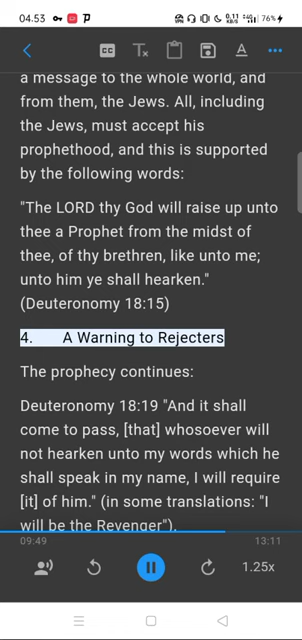 04.53
0,11
KB/S
76%
CC
a message to the whole world, and
from them, the Jews. All, including
the Jews, must accept his
prophethood, and this is supported
by the following words:
"The LORD thy God will raise up unto
thee a Prophet from the midst of
thee, of thy brethren, like unto me;
unto him ye shall hearken."
(Deuteronomy 18:15)
4. A Warning to Rejecters
The prophecy continues:
Deuteronomy 18:19 "And it shall
come to pass, [that] whosoever will
not hearken unto my words which he
shall speak in my name, I will require
[it] of him." (in some translations: "I
will be the Revenger").
09:49
13:11
1.25x